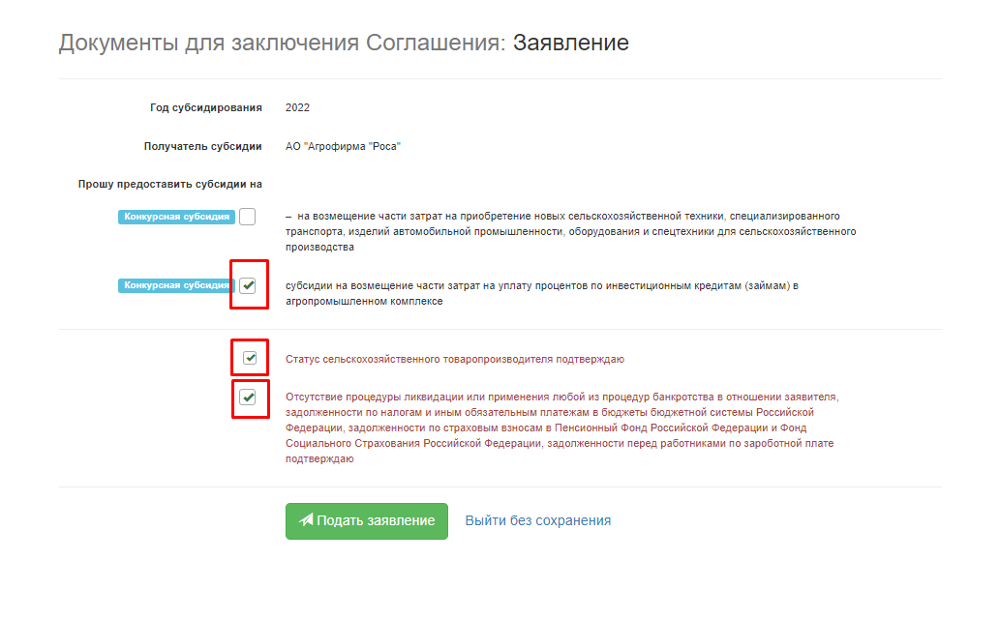 Документы для заключения Соглашения: Заявление
Год субсидирования 2022
Получатель субсидии АО "Агрофирма "Роса"
Прошу предоставить субсидии на
Конкурсная субсидия – на возмещение части затрат на приобретение новых сельскохозяйственной техники, специализированного
транспорта, изделий автомобильной промышленности, оборудования и спецтехники для сельскохозяйственного
производства
Конкурсная субсидия субсидии на возмещение части затрат на уплату процентов по инвестиционным кредитам (займам) в
агропромышленном комплексе
Статус сельскохозяйственного товаропроизводителя подтверждаю
Отсутствие процедуры ликвидации или применения любой из процедур банкротства в отношении заявителя,
задолженности по налогам и иным обязательным платежам в бюджеты бюджетной системы Российской
Федерации, задолженности по страховым взносам в Пенсионный Фонд Российской Федерации и Фонд
Социального Страхования Российской Федерации, задолженности перед работниками по зароботной плате
подтверждаю
Подать заявление Выйти без сохранения